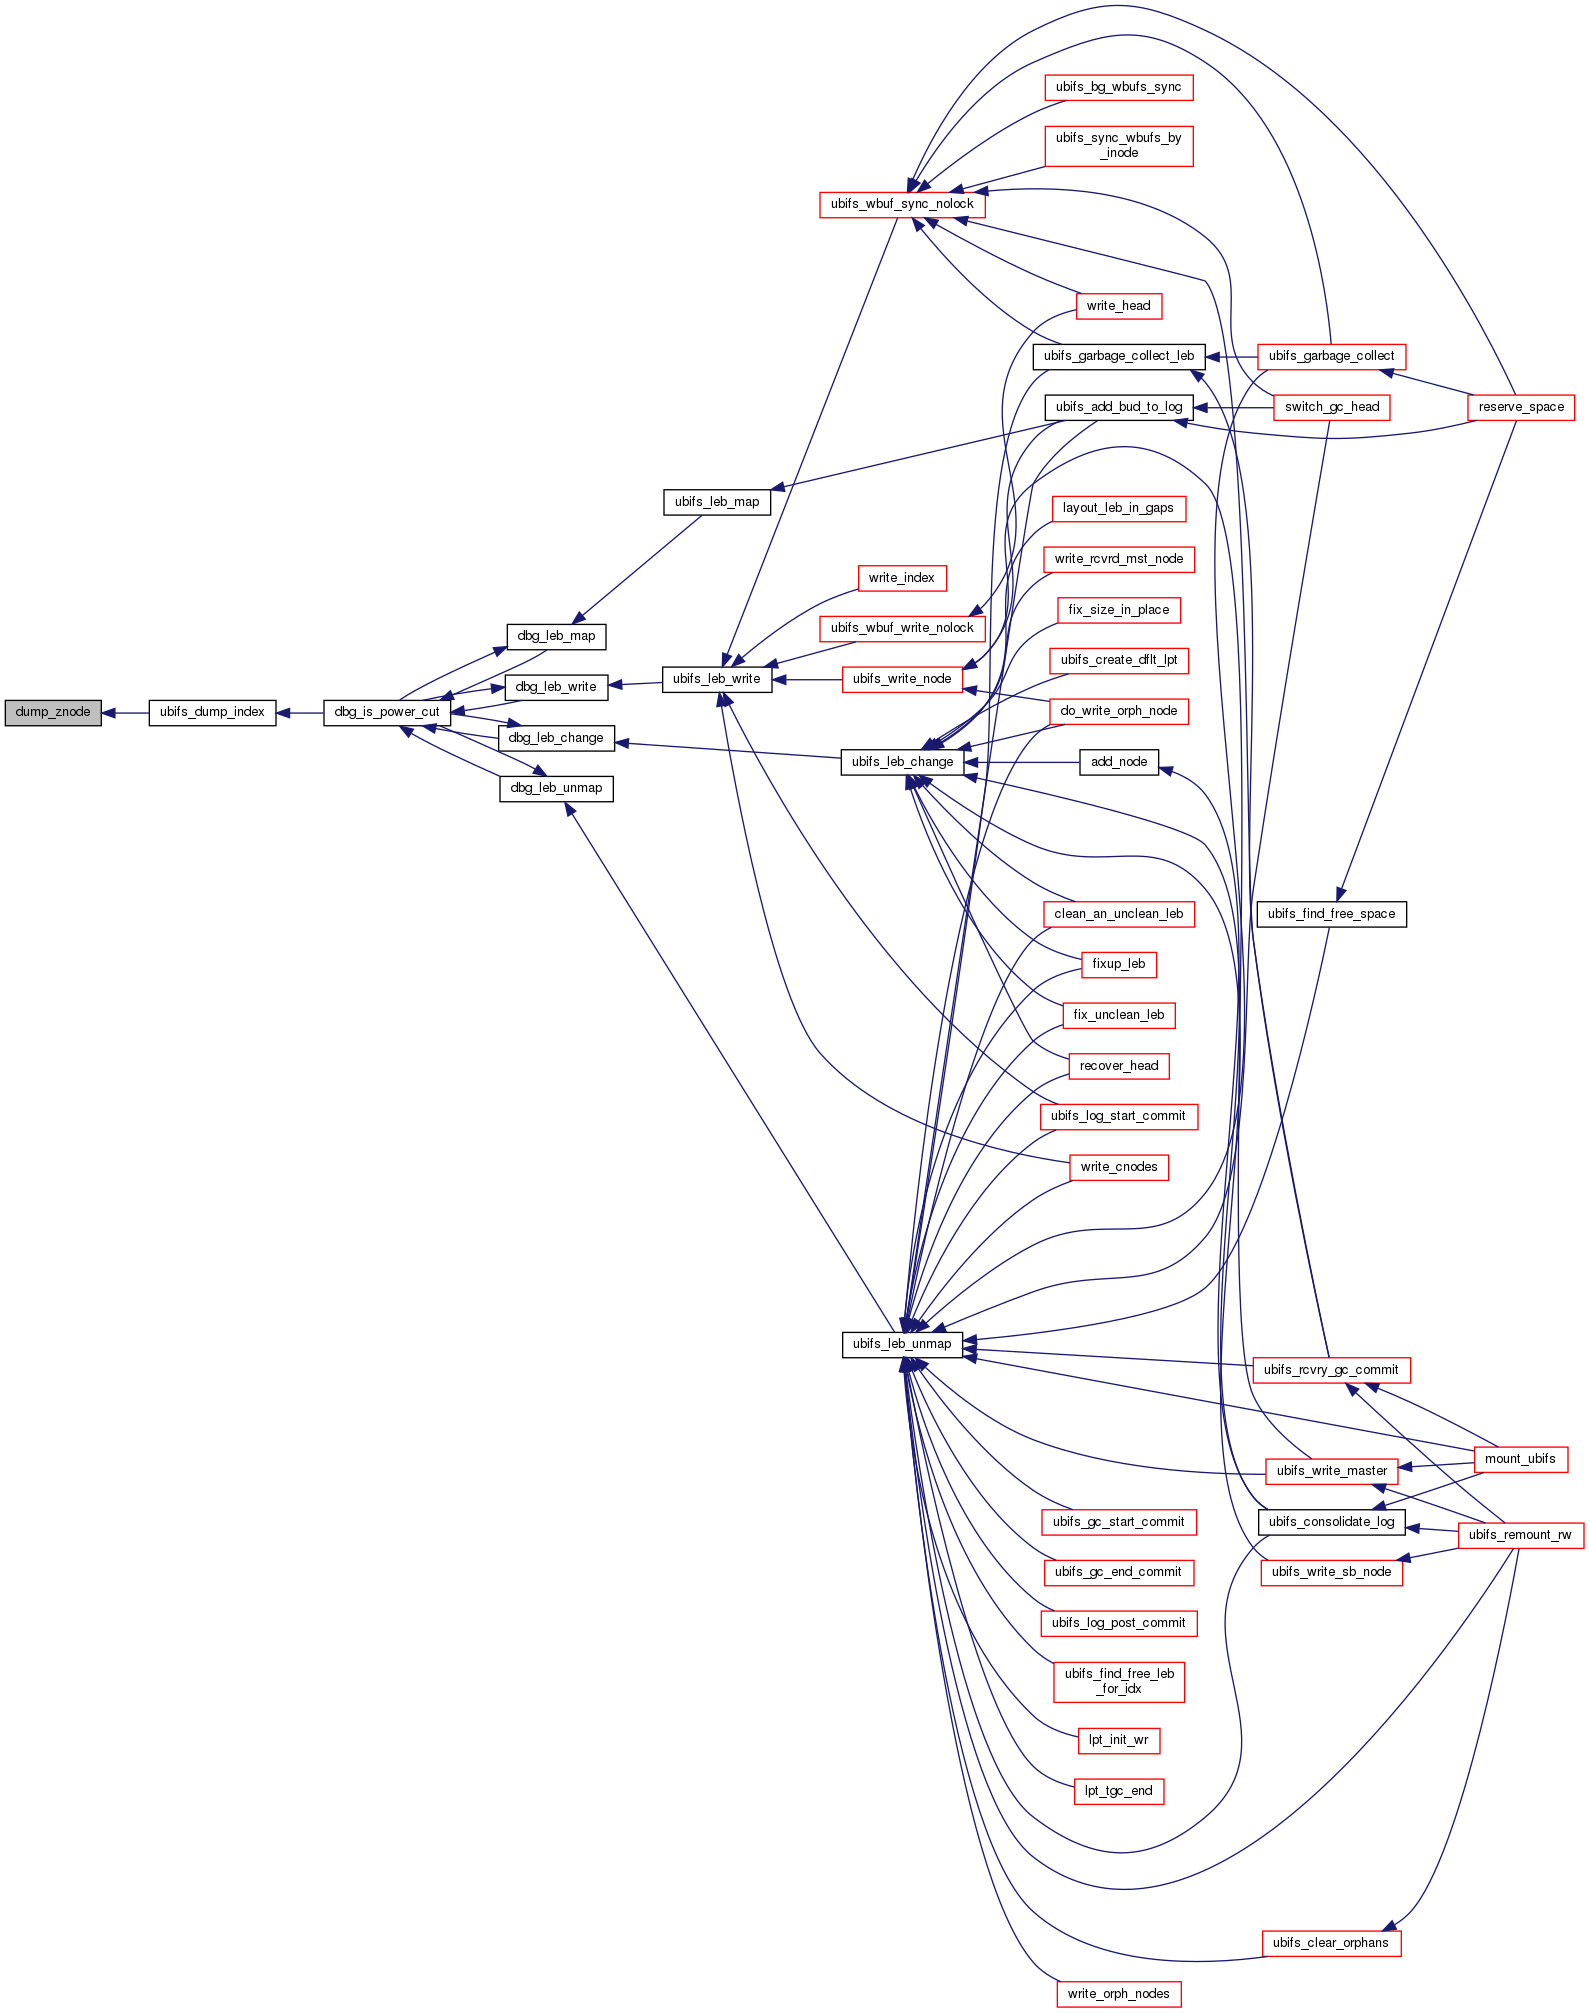 ubifs_bg_wbufs_sync
ubifs_sync_wbufs_by
_inode
ubifs_wbuf_sync_nolock
write_head
ubifs_garbage_collect_leb
ubifs_garbage_collect
ubifs_add_bud_to_log
switch_gc_head
reserve_space
ubifs_leb_map
layout_leb_in_gaps
write_rcvrd_mst_node
write_index
fix_size_in_place
ubifs_wbuf_write_nolock
dbg_leb_map
ubifs_create_dflt_lpt
ubifs_leb_write
ubifs_write_node
dbg_leb_write
dump_znode
ubifs_dump_index
dbg_is_power_cut
do_write_orph_node
dbg_leb_change
ubifs_leb_change
add_node
dbg_leb_unmap
clean_an_unclean_leb
ubifs_find_free_space
fixup_leb
fix_unclean_leb
recover_head
ubifs_log_start_commit
write_cnodes
ubifs_leb_unmap
ubifs_rcvry_gc_commit
mount_ubifs
ubifs_write_master
ubifs_gc_start_commit
ubifs_consolidate_log
ubifs_remount_rw
ubifs_gc_end_commit
ubifs_write_sb_node
ubifs_log_post_commit
ubifs_find_free_leb
_for_idx
lpt_init_wr
lpt_tgc_end
ubifs_clear_orphans
write_orph_nodes